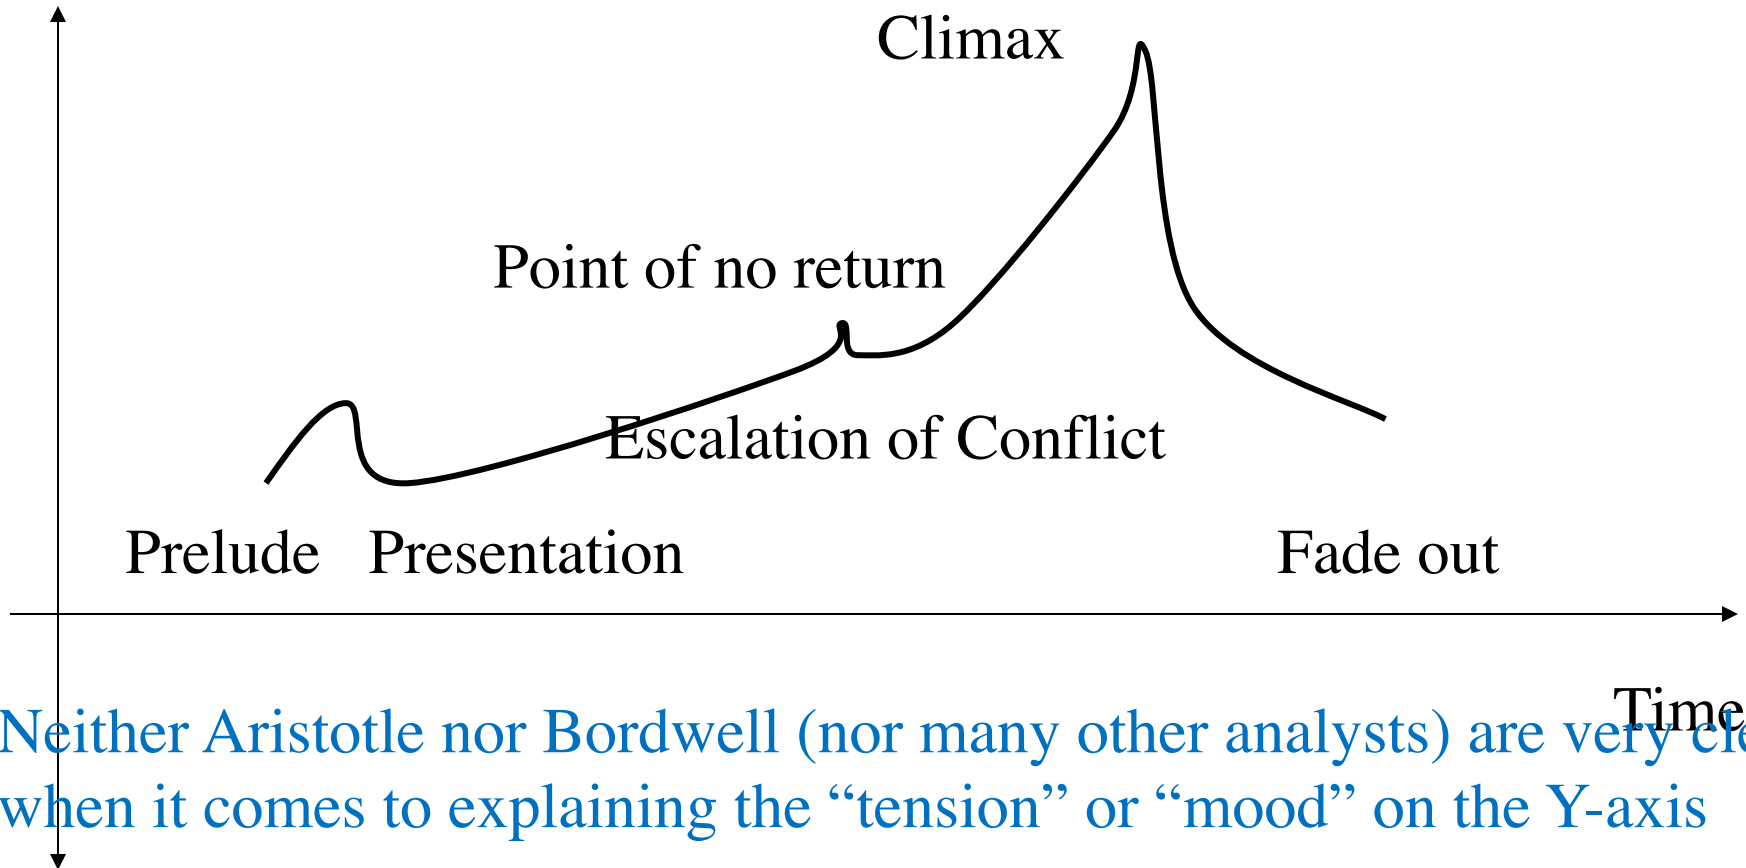 Climax
Point of no return
Escalation of Conflict
Prelude
Presentation
Fade out
Time
Neither Aristotle nor Bordwell (nor many other analysts) are very
when it comes to explaining the “tension” or “mood” on the Y-axis